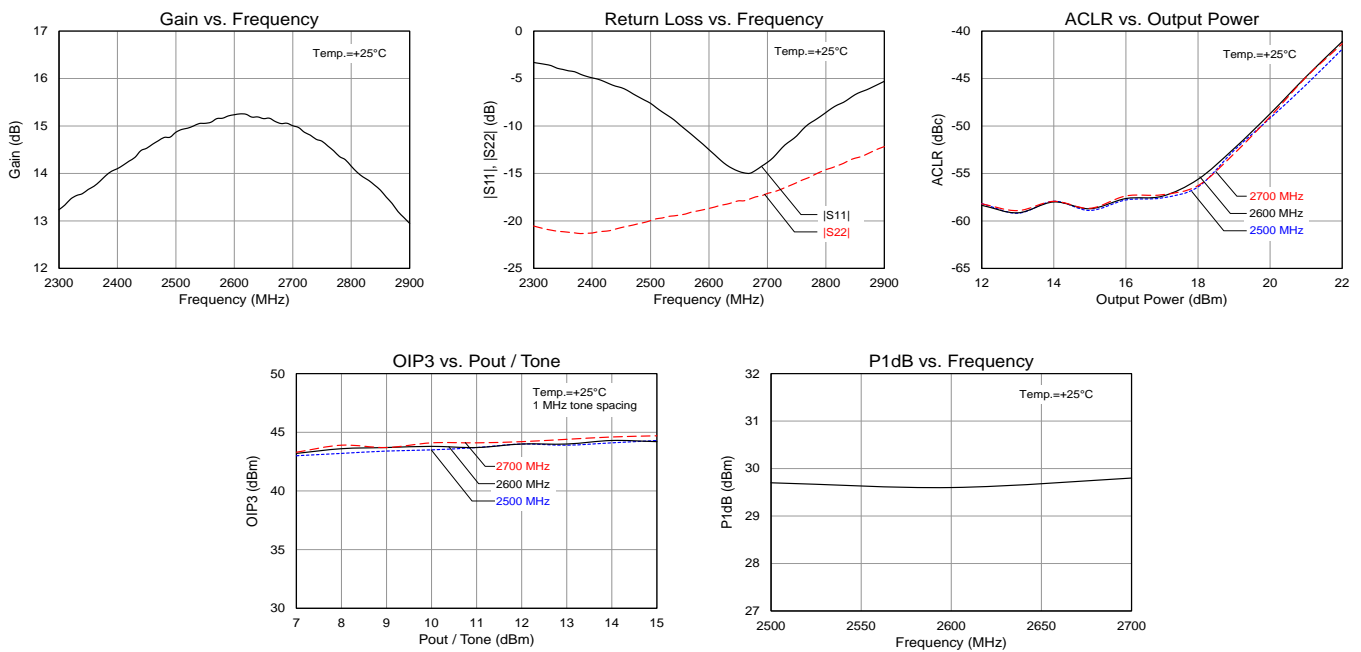 Gain vs. Frequency
17
16
15
14
13
12
Gain (dB)
Temp.=+25°C
2300 2400 2500 2600 2700 2800 2900
Frequency (MHz)
Return Loss vs. Frequency
0
-5
-10
-15
-20
-25
|S11|, |S22| (dB)
Temp.=+25°C
|S11|
|S22|
2300 2400 2500 2600 2700 2800 2900
Frequency (MHz)
ACLR vs. Output Power
-40
-45
-50
-55
-60
-65
ACLR (dBc)
Temp.=+25°C
2700 MHz
2600 MHz
2500 MHz
12 14 16 18 20 22
Output Power (dBm)
OIP3 vs. Pout / Tone
50
45
40
35
30
OIP3 (dBm)
Temp.=+25°C
1 MHz tone spacing
2700 MHz
2600 MHz
2500 MHz
7 8 9 10 11 12 13 14 15
Pout / Tone (dBm)
P1dB vs. Frequency
32
31
30
29
28
27
P1dB (dBm)
Temp.=+25°C
2500 2550 2600 2650 2700
Frequency (MHz)